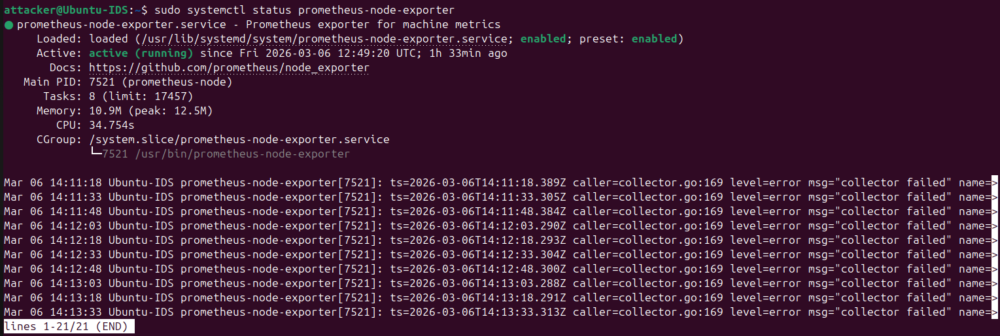 attacker@Ubuntu-IDS:~$ sudo systemctl status prometheus-node-exporter
● prometheus-node-exporter.service - Prometheus exporter for machine metrics
     Loaded: loaded (/usr/lib/systemd/system/prometheus-node-exporter.service; enabled; preset: enabled)
     Active: active (running) since Fri 2026-03-06 12:49:20 UTC; 1h 33min ago
       Docs: https://github.com/prometheus/node_exporter
   Main PID: 7521 (prometheus-node)
      Tasks: 8 (limit: 17457)
     Memory: 10.9M (peak: 12.5M)
        CPU: 34.754s
     CGroup: /system.slice/prometheus-node-exporter.service
             └─7521 /usr/bin/prometheus-node-exporter

Mar 06 14:11:18 Ubuntu-IDS prometheus-node-exporter[7521]: ts=2026-03-06T14:11:18.389Z caller=collector.go:169 level=error msg="collector failed" name=>
Mar 06 14:11:33 Ubuntu-IDS prometheus-node-exporter[7521]: ts=2026-03-06T14:11:33.305Z caller=collector.go:169 level=error msg="collector failed" name=>
Mar 06 14:11:48 Ubuntu-IDS prometheus-node-exporter[7521]: ts=2026-03-06T14:11:48.384Z caller=collector.go:169 level=error msg="collector failed" name=>
Mar 06 14:12:03 Ubuntu-IDS prometheus-node-exporter[7521]: ts=2026-03-06T14:12:03.290Z caller=collector.go:169 level=error msg="collector failed" name=>
Mar 06 14:12:18 Ubuntu-IDS prometheus-node-exporter[7521]: ts=2026-03-06T14:12:18.293Z caller=collector.go:169 level=error msg="collector failed" name=>
Mar 06 14:12:33 Ubuntu-IDS prometheus-node-exporter[7521]: ts=2026-03-06T14:12:33.304Z caller=collector.go:169 level=error msg="collector failed" name=>
Mar 06 14:12:48 Ubuntu-IDS prometheus-node-exporter[7521]: ts=2026-03-06T14:12:48.300Z caller=collector.go:169 level=error msg="collector failed" name=>
Mar 06 14:13:03 Ubuntu-IDS prometheus-node-exporter[7521]: ts=2026-03-06T14:13:03.288Z caller=collector.go:169 level=error msg="collector failed" name=>
Mar 06 14:13:18 Ubuntu-IDS prometheus-node-exporter[7521]: ts=2026-03-06T14:13:18.291Z caller=collector.go:169 level=error msg="collector failed" name=>
Mar 06 14:13:33 Ubuntu-IDS prometheus-node-exporter[7521]: ts=2026-03-06T14:13:33.313Z caller=collector.go:169 level=error msg="collector failed" name=>
lines 1-21/21 (END)